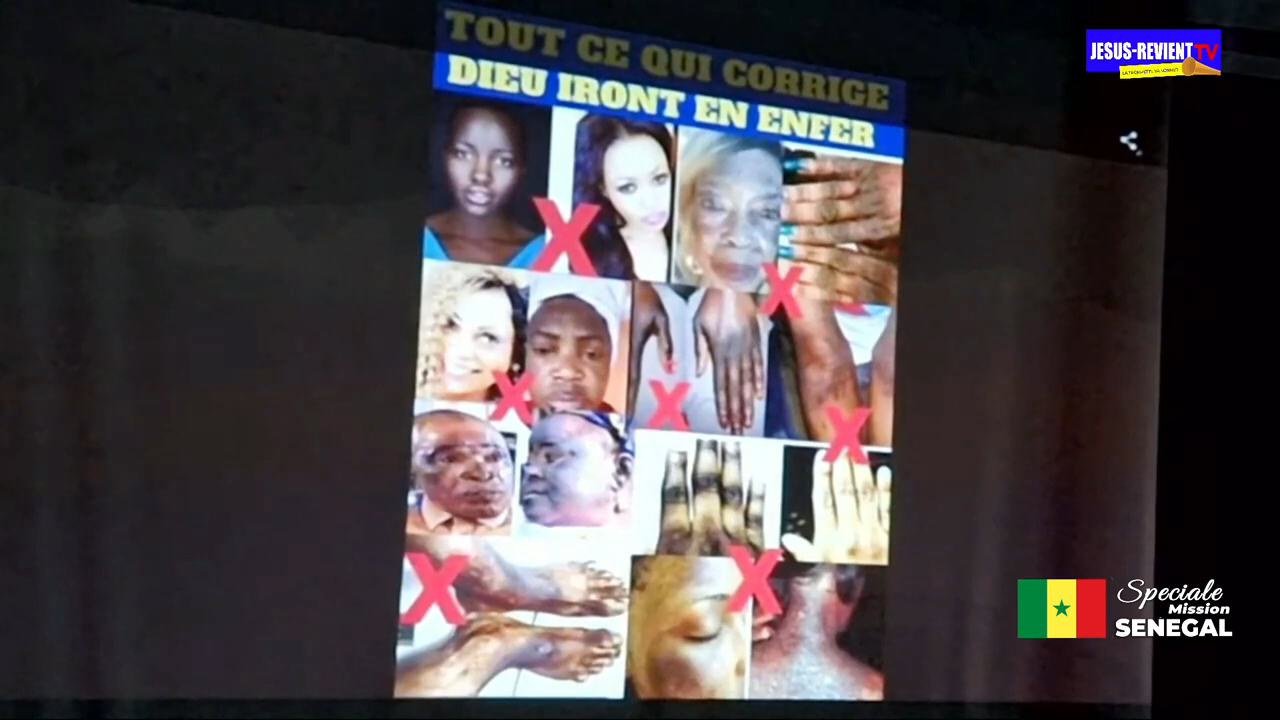 TOUT CE QUI CORRIGE
DIEU IRONT EN ENFER
JESUS-REVIENT TV
Speciale
Mission
SENEGAL